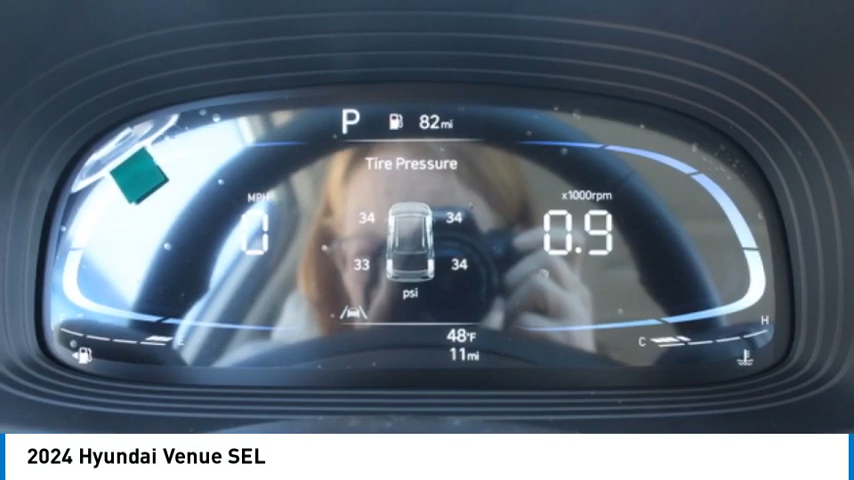 P 82mi
Tire Pressure
MPH x1000rpm
34 34
0 0.9
33 34
psi
48°F
11mi
E C H
2024 Hyundai Venue SEL